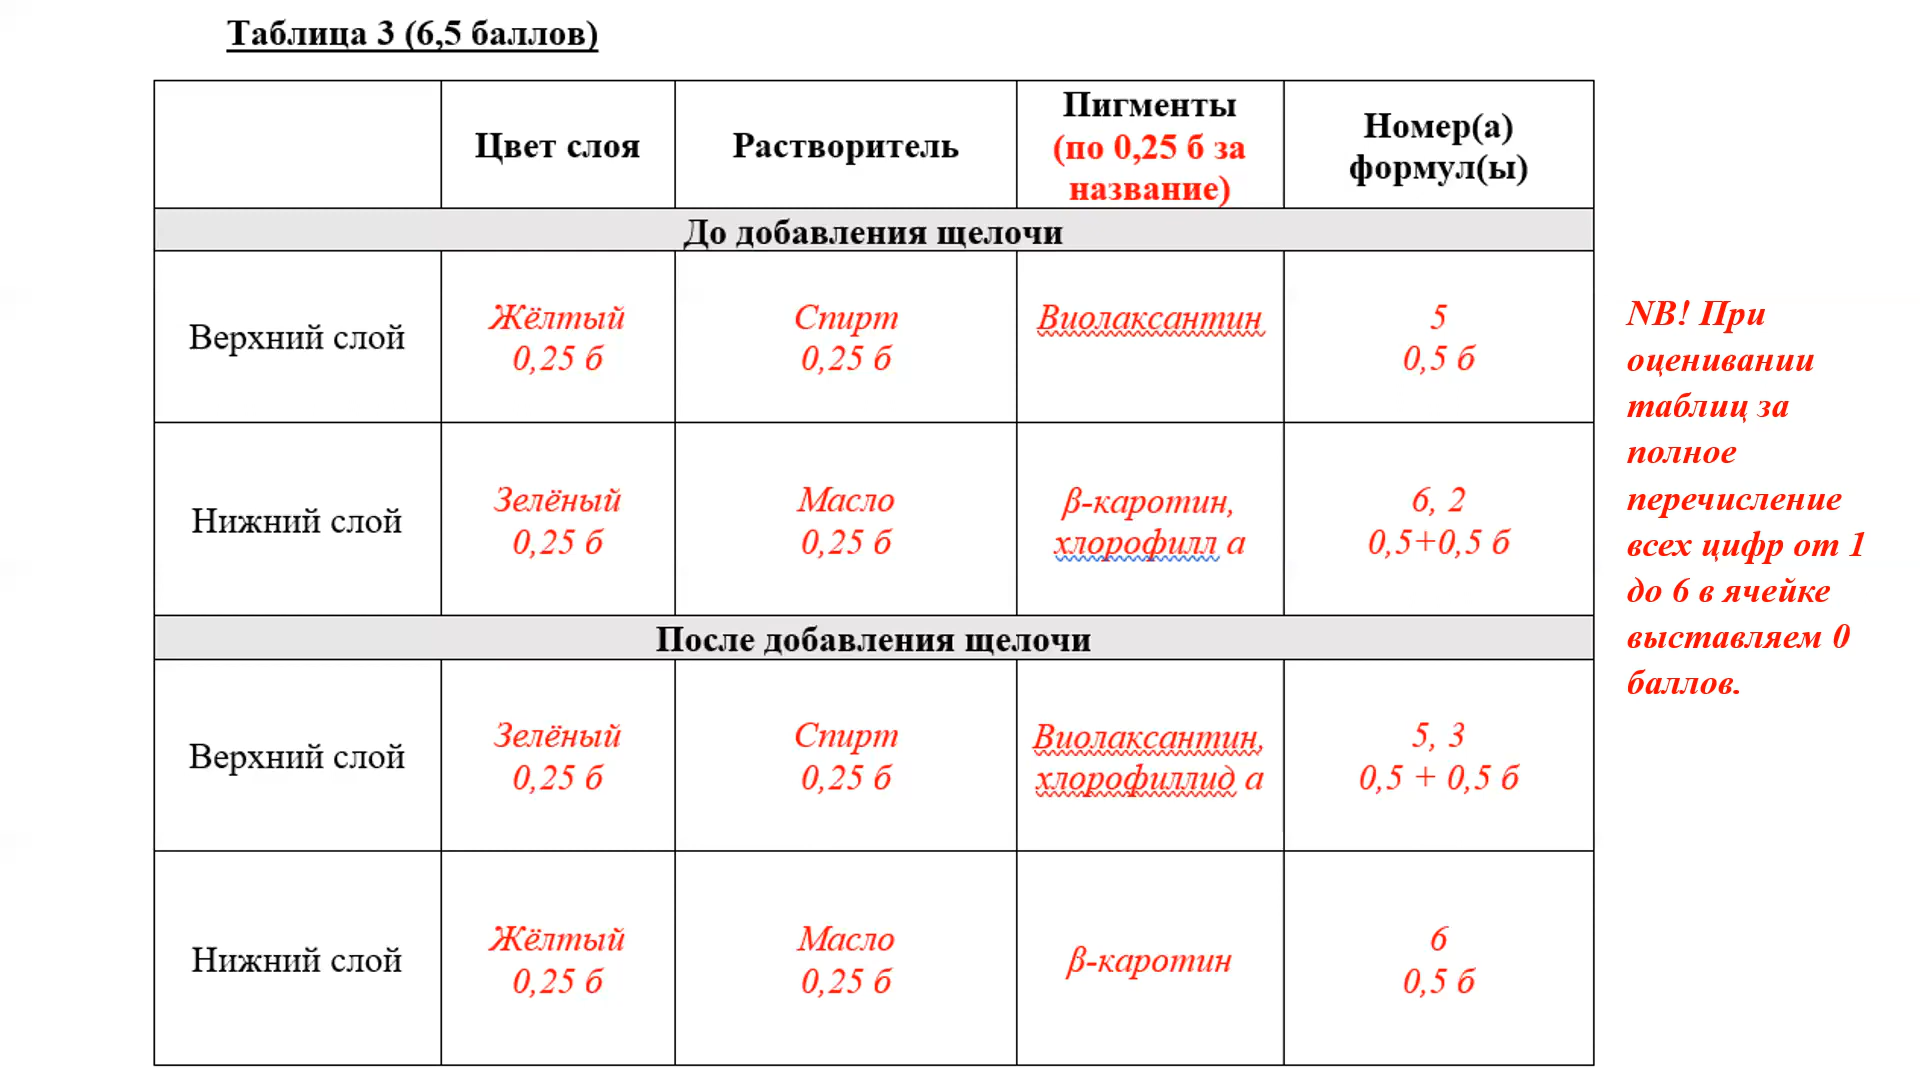 Таблица 3 (6,5 баллов)
Цвет слоя
Растворитель
Пигменты
(по 0,25 б за
название)
Номер(а)
формул(ы)
До добавления щелочи
Верхний слой
Жёлтый
0,25 б
Спирт
0,25 б
Виолаксантин
5
0,5 б
Нижний слой
Зелёный
0,25 б
Масло
0,25 б
β-каротин,
хлорофилл а
6, 2
0,5+0,5 б
После добавления щелочи
Верхний слой
Зелёный
0,25 б
Спирт
0,25 б
Виолаксантин,
хлорофиллид а
5, 3
0,5 + 0,5 б
Нижний слой
Жёлтый
0,25 б
Масло
0,25 б
β-каротин
6
0,5 б
NB! При
оценивании
таблиц за
полное
перечисление
всех цифр от 1
до 6 в ячейке
выставляем 0
баллов.